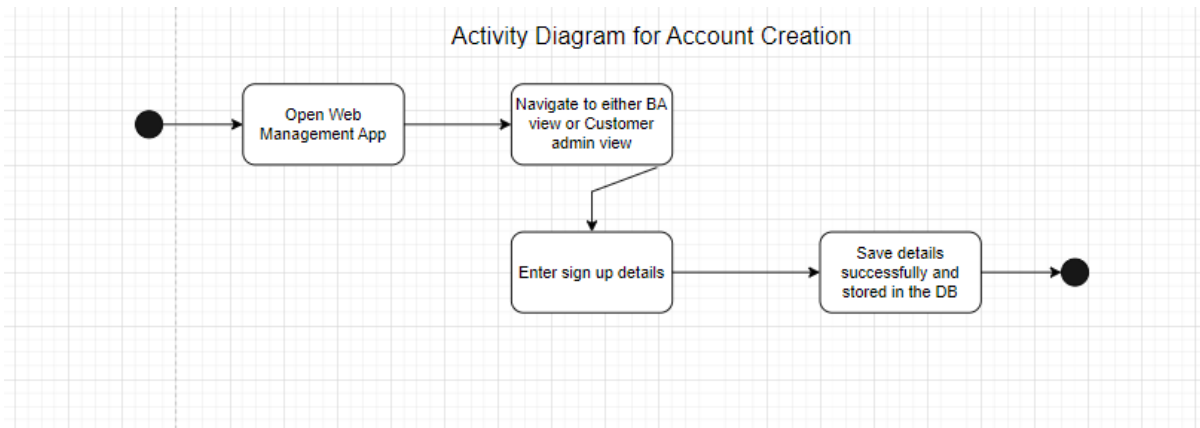 Activity Diagram for Account Creation
Open Web
Management App
Navigate to either BA
view or Customer
admin view
Enter sign up details
Save details
successfully and
stored in the DB